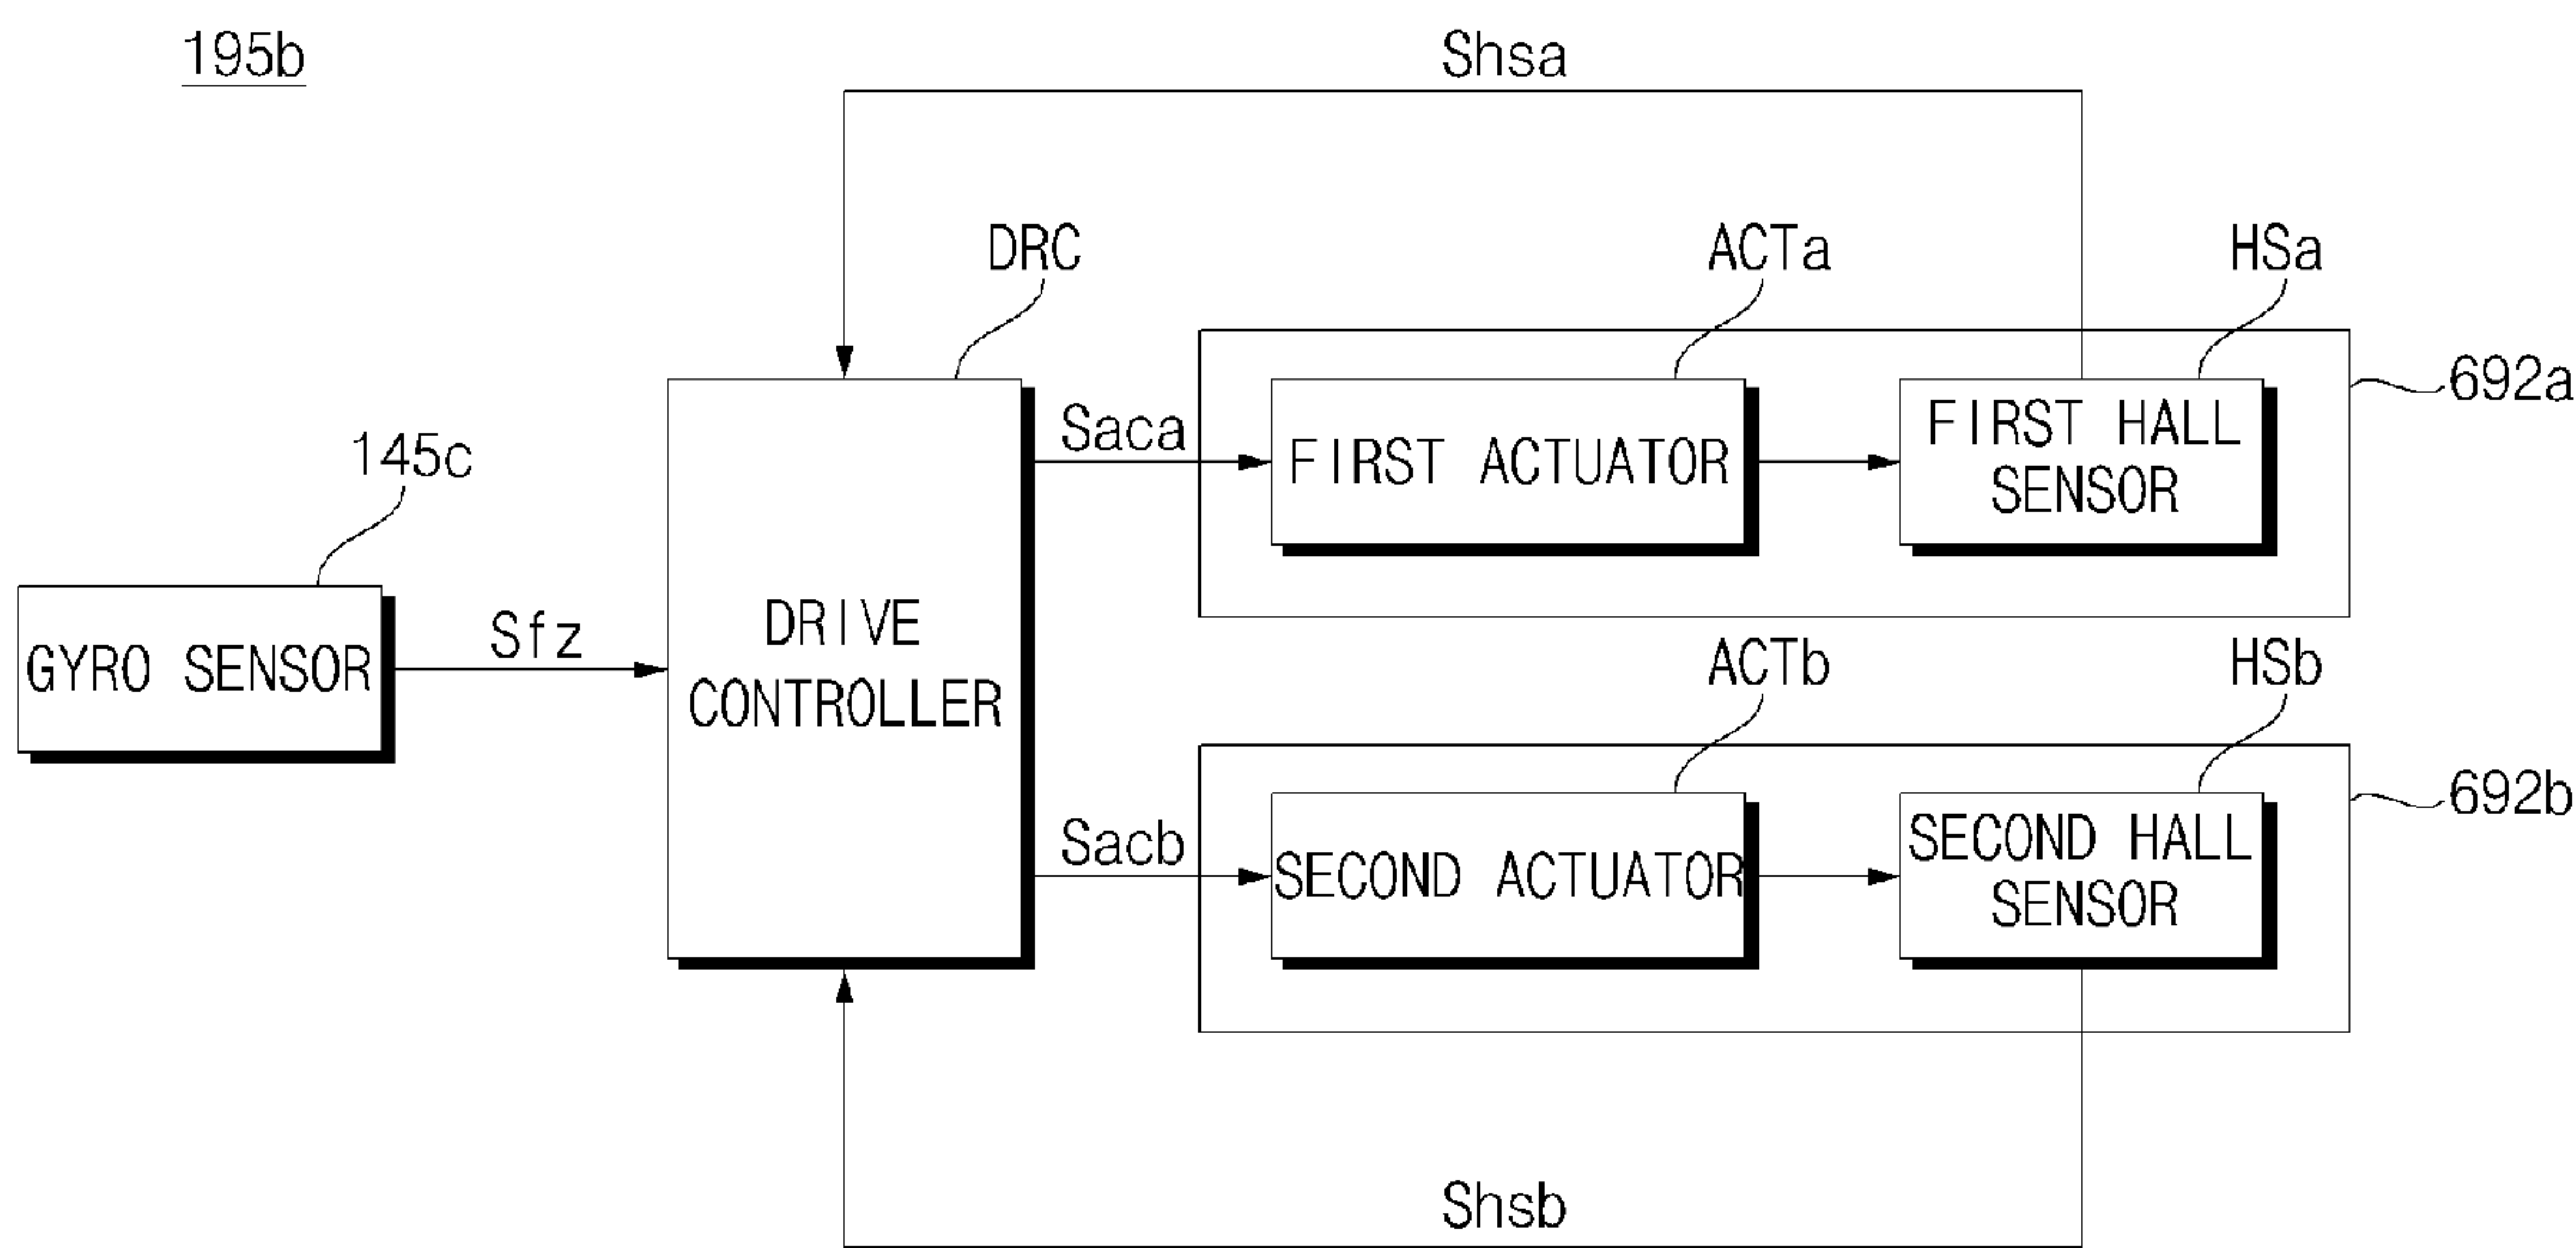 195b
Shsa
DRC
ACTa
HSa
692a
145c
Saca
FIRST ACTUATOR
FIRST HALL
SENSOR
GYRO SENSOR
Sfz
DRIVE
CONTROLLER
ACTb
HSb
692b
Sacb
SECOND ACTUATOR
SECOND HALL
SENSOR
Shsb